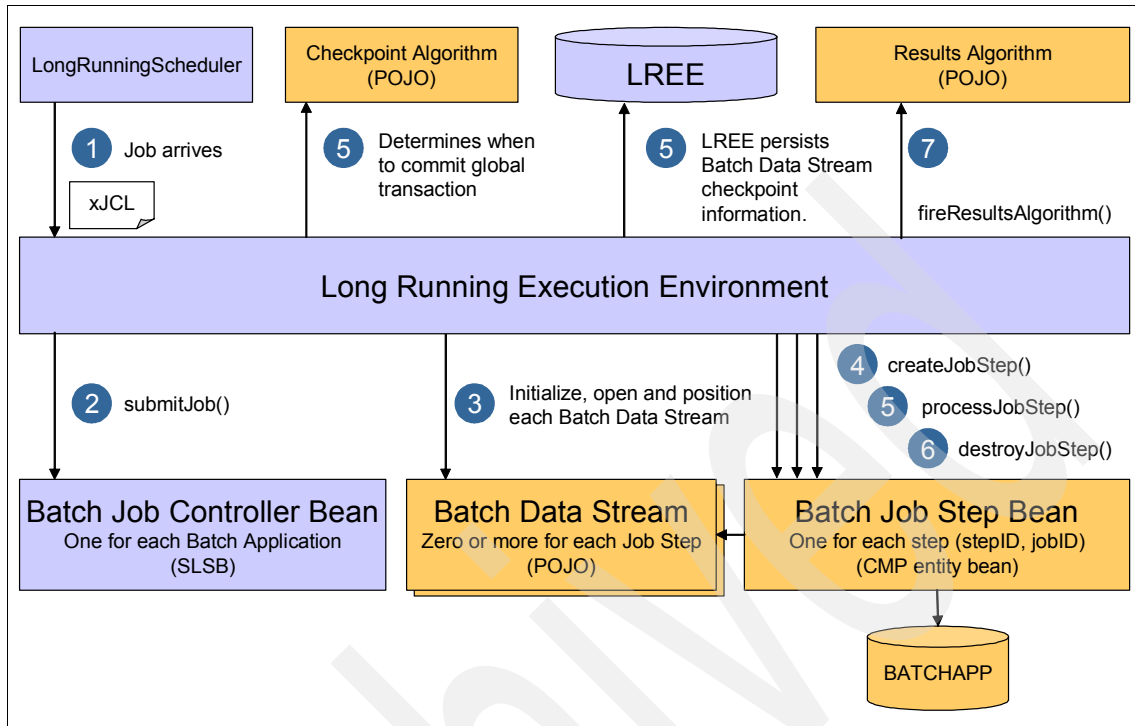 LongRunningScheduler
Checkpoint Algorithm
(POJO)
LREE
Results Algorithm
(POJO)
1
Job arrives
xJCL
5
Determines when
to commit global
transaction
5
LREE persists
Batch Data Stream
checkpoint
information.
7
fireResultsAlgorithm()
Long Running Execution Environment
2
submitJob()
3
Initialize, open and position
each Batch Data Stream
4
createJobStep()
5
processJobStep()
6
destroyJobStep()
Batch Job Controller Bean
One for each Batch Application
(SLSB)
Batch Data Stream
Zero or more for each Job Step
(POJO)
Batch Job Step Bean
One for each step (stepID, jobID)
(CMP entity bean)
BATCHAPP
hived